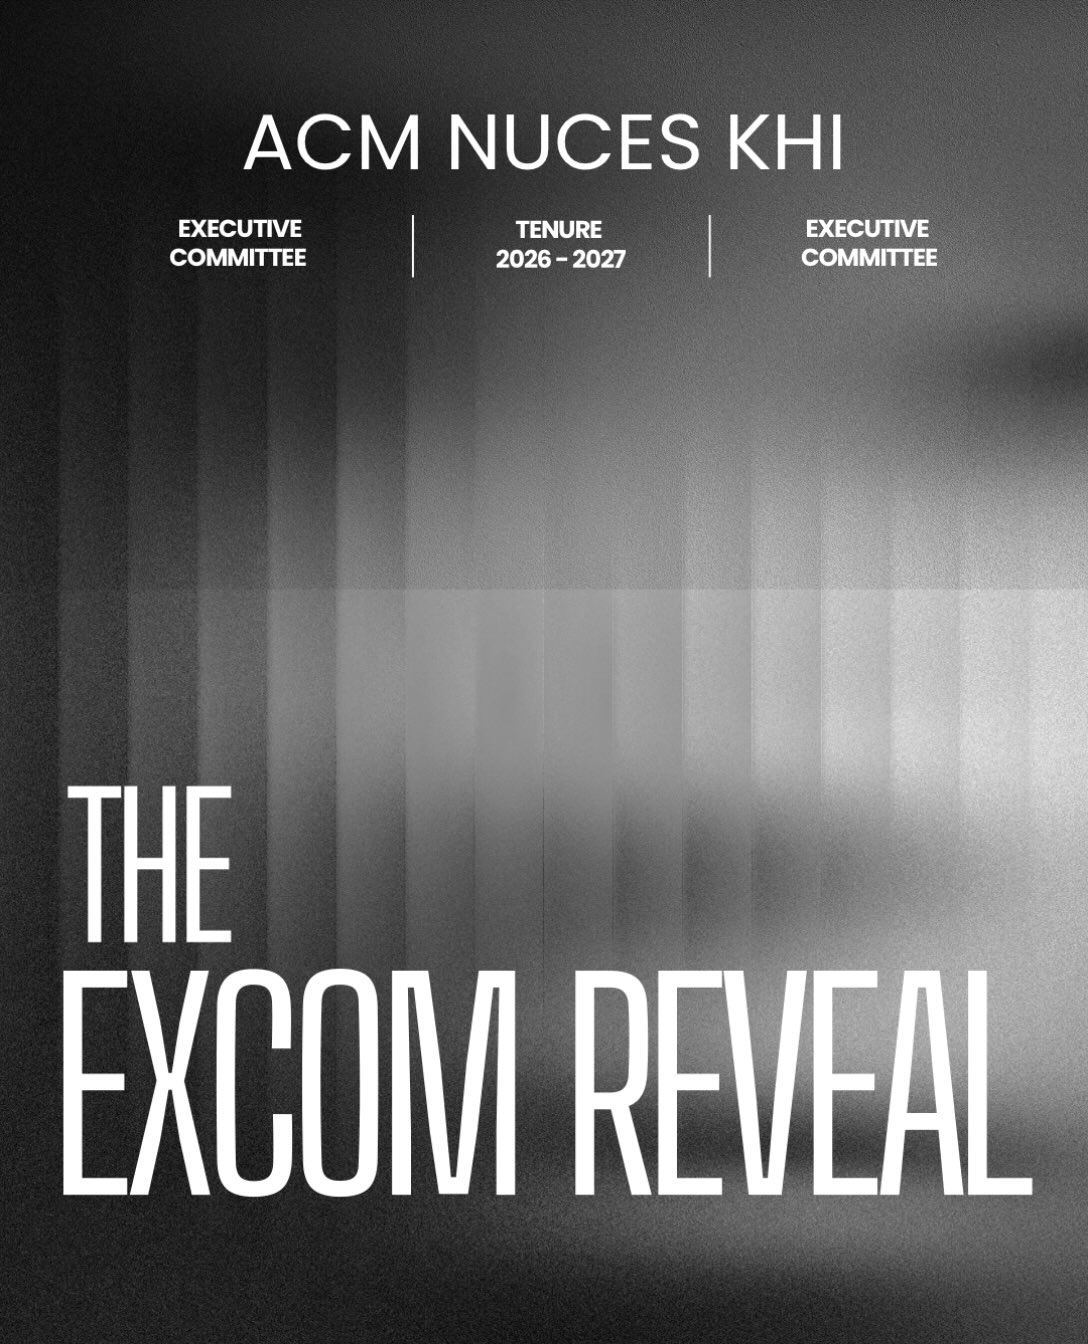 ACM NUCES KHI
EXECUTIVE
COMMITTEE
TENURE
2026 – 2027
EXECUTIVE
COMMITTEE
THE
EXCOM REVEAL